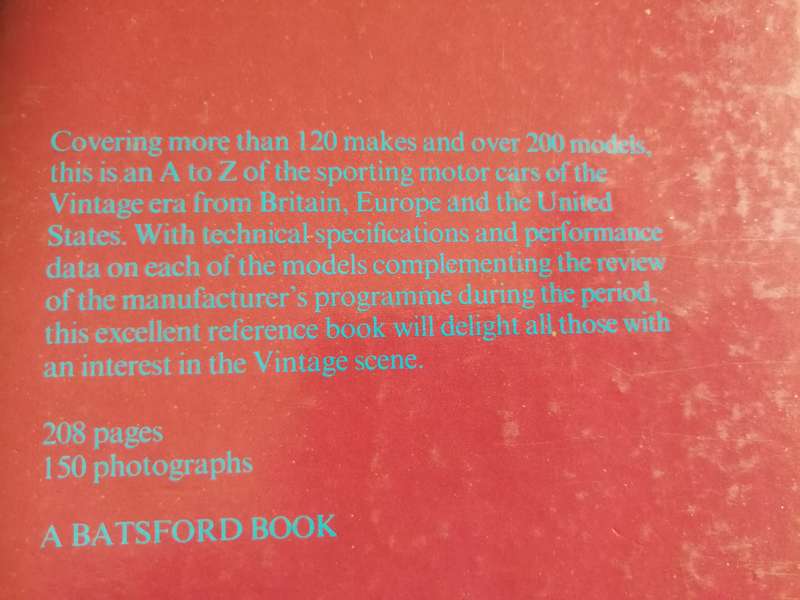 Covering more than 120 makes and over 200 models,
this is an A to Z of the sporting motor cars of the
Vintage era from Britain, Europe and the United
States. With technical specifications and performance
data on each of the models complementing the review
of the manufacturer's programme during the period,
this excellent reference book will delight all those with
an interest in the Vintage scene.
208 pages
150 photographs
A BATSFORD BOOK